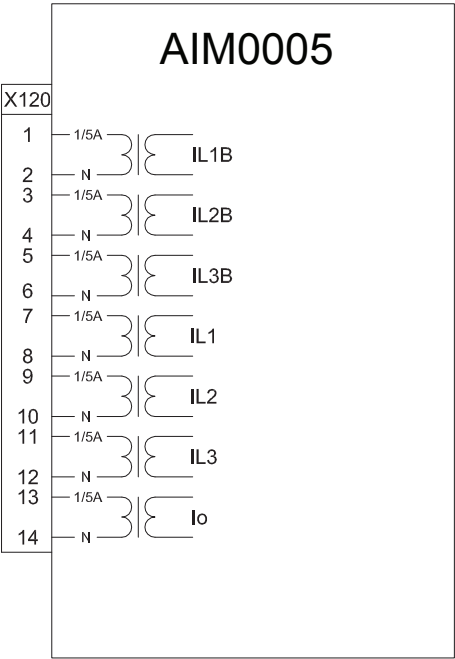 AIM0005
X120
1 1/5A
IL1B
2 N
3 1/5A
IL2B
4 N
5 1/5A
IL3B
6 N
7 1/5A
IL1
8 N
9 1/5A
IL2
10 N
11 1/5A
IL3
12 N
13 1/5A
Io
14 N